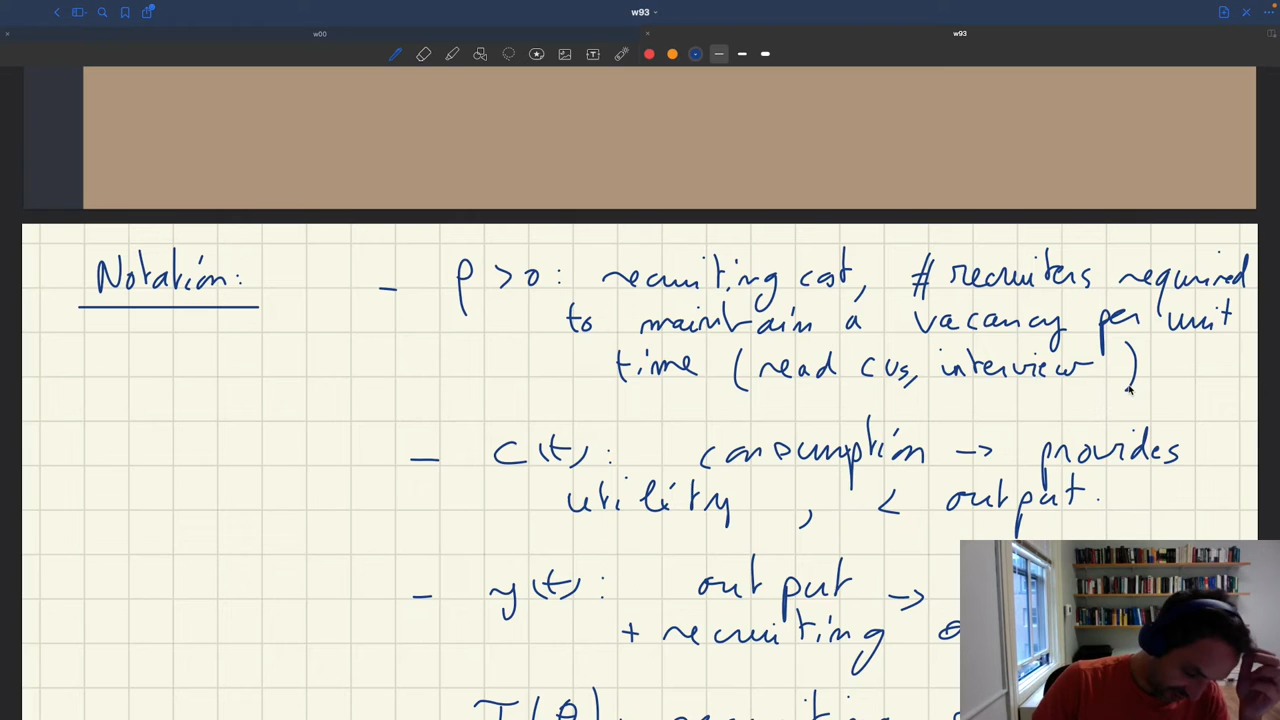 w93
w00
w93
Notation:
- ρ > 0 : recruiting cost, # recruiters required
to maintain a vacancy per unit
time (read cvs, interview )
- c(t) : consumption -> provides
utility , < output.
- y(t) : output ->
+ recruiting
T(θ) : recruiting